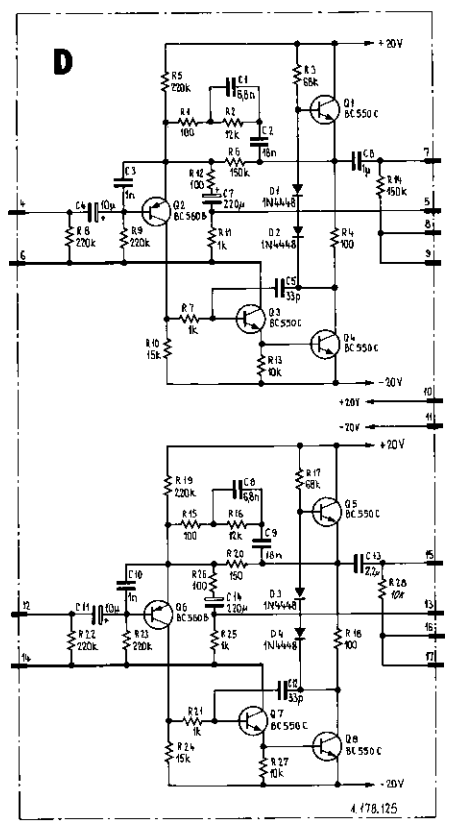 D
+20V
R5
220k
R1
180
C1
6,8n
R2
12k
C2
18n
R3
68k
Q1
BC550C
R6
150k
C3
1n
R12
100
C7
220µ
C6
1µ
7
R14
150k
4
C4
10µ
+
Q2
BC560B
D1
1N4448
5
R8
220k
R9
220k
R11
1k
D2
1N4448
R4
100
8
6
9
C5
33p
R7
1k
Q3
BC550C
Q4
BC550C
R10
15k
R13
10k
-20V
+20V
10
-20V
11
+20V
R19
220k
R15
100
C8
6,8n
R16
12k
C9
18n
R17
68k
Q5
BC550C
R20
150
C10
1n
R26
100
C14
220µ
C13
2,2µ
15
R28
10k
12
C11
10µ
+
Q6
BC560B
D3
1N4448
13
R22
220k
R23
220k
R25
1k
D4
1N4448
R18
100
16
14
17
C12
33p
R21
1k
Q7
BC550C
Q8
BC550C
R24
15k
R27
10k
-20V
1.178.125